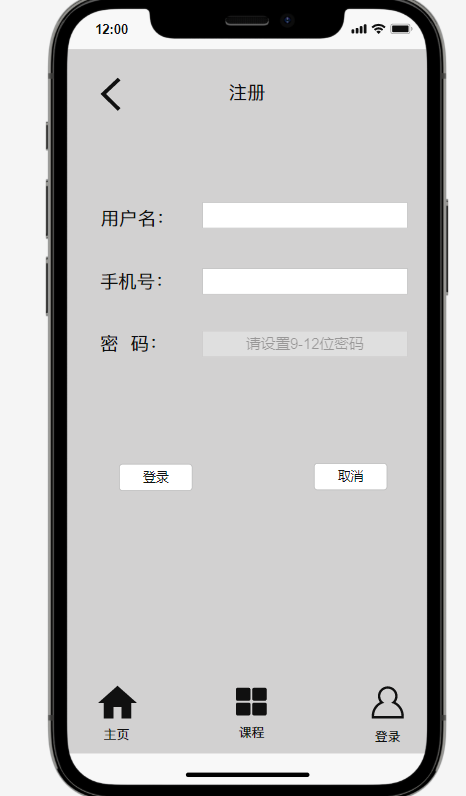 12:00
注册
用户名：
手机号：
密 码：
请设置9-12位密码
登录 取消
主页 课程 登录